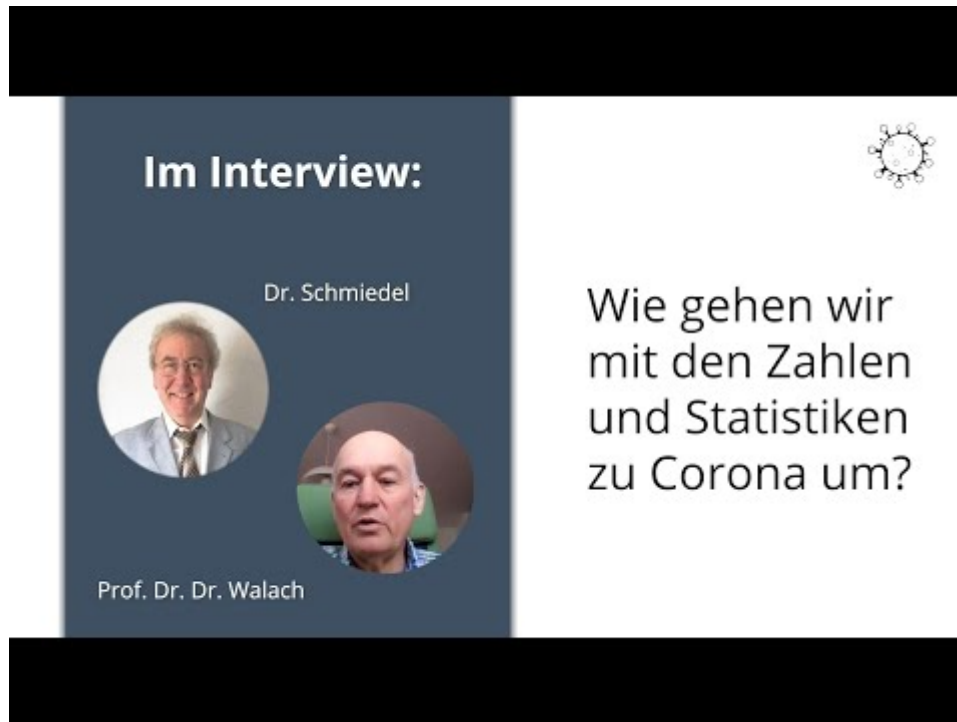 Im Interview:
Dr. Schmiedel
Prof. Dr. Dr. Walach
Wie gehen wir
mit den Zahlen
und Statistiken
zu Corona um?